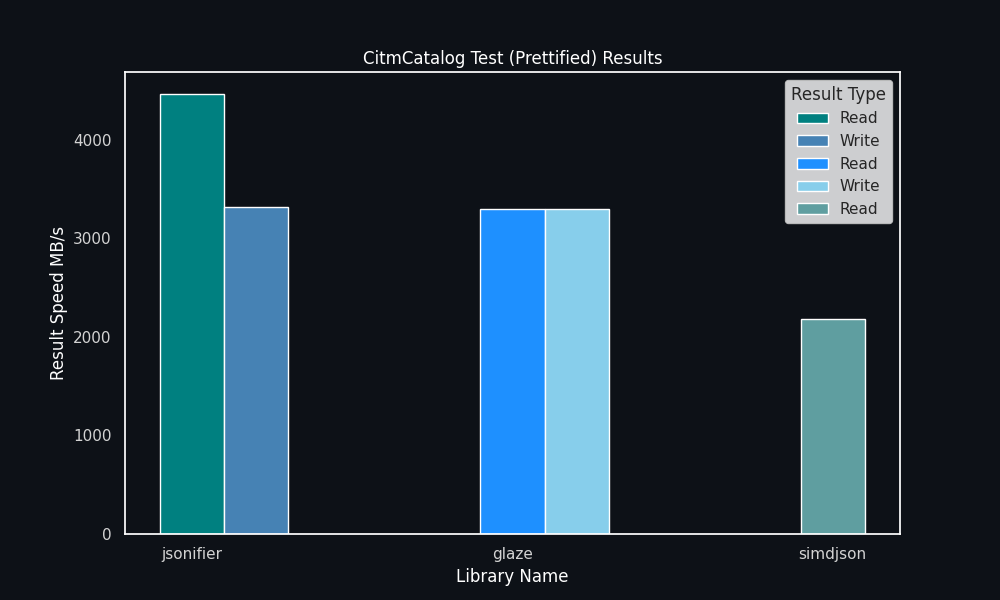 CitmCatalog Test (Prettified) Results
Result Type
Read
Write
Read
Write
Read
4000
3000
2000
1000
0
Result Speed MB/s
jsonifier
glaze
simdjson
Library Name